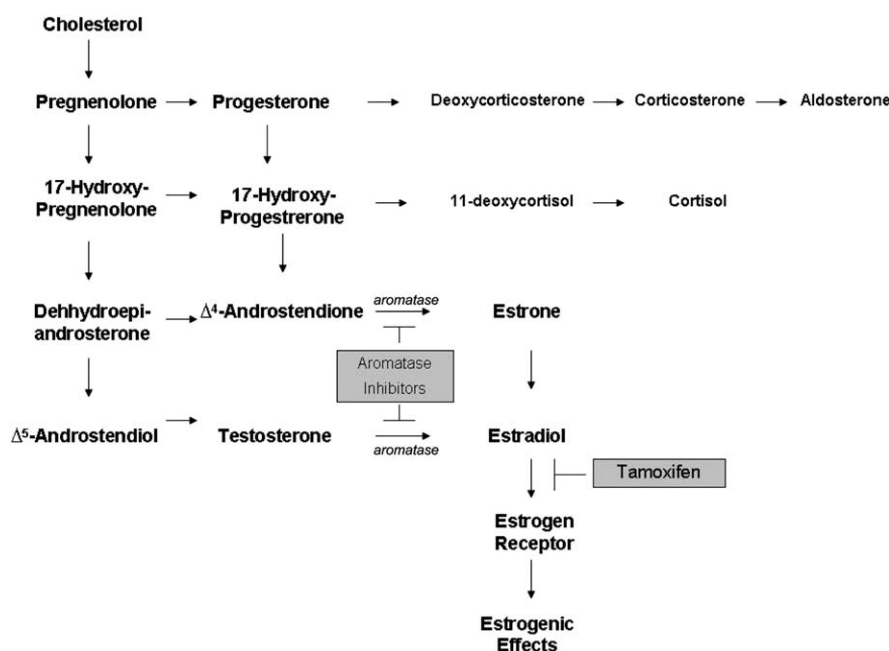 Cholesterol
Pregnenolone
Progesterone
Deoxycorticosterone
Corticosterone
Aldosterone
17-Hydroxy-
Pregnenolone
17-Hydroxy-
Progestrerone
11-deoxycortisol
Cortisol
Dehhydroepi-
androsterone
Δ⁴-Androstendione
aromatase
Estrone
Aromatase
Inhibitors
Δ⁵-Androstendiol
Testosterone
aromatase
Estradiol
Tamoxifen
Estrogen
Receptor
Estrogenic
Effects